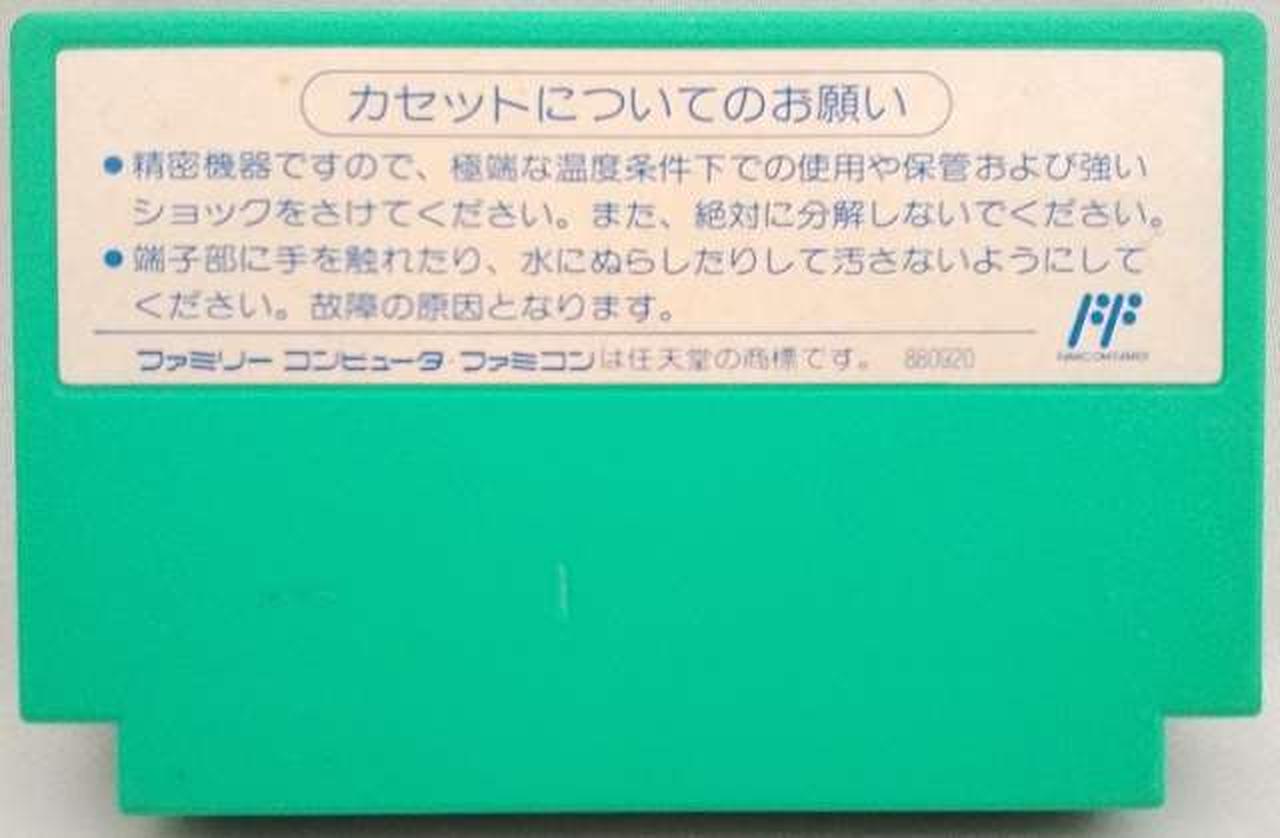 カセットについてのお願い
●精密機器ですので、極端な温度条件下での使用や保管および強い
ショックをさけてください。また、絶対に分解しないでください。
●端子部に手を触れたり、水にぬらしたりして汚さないようにして
ください。故障の原因となります。
ファミリー コンピュータ・ファミコンは任天堂の商標です。 880920